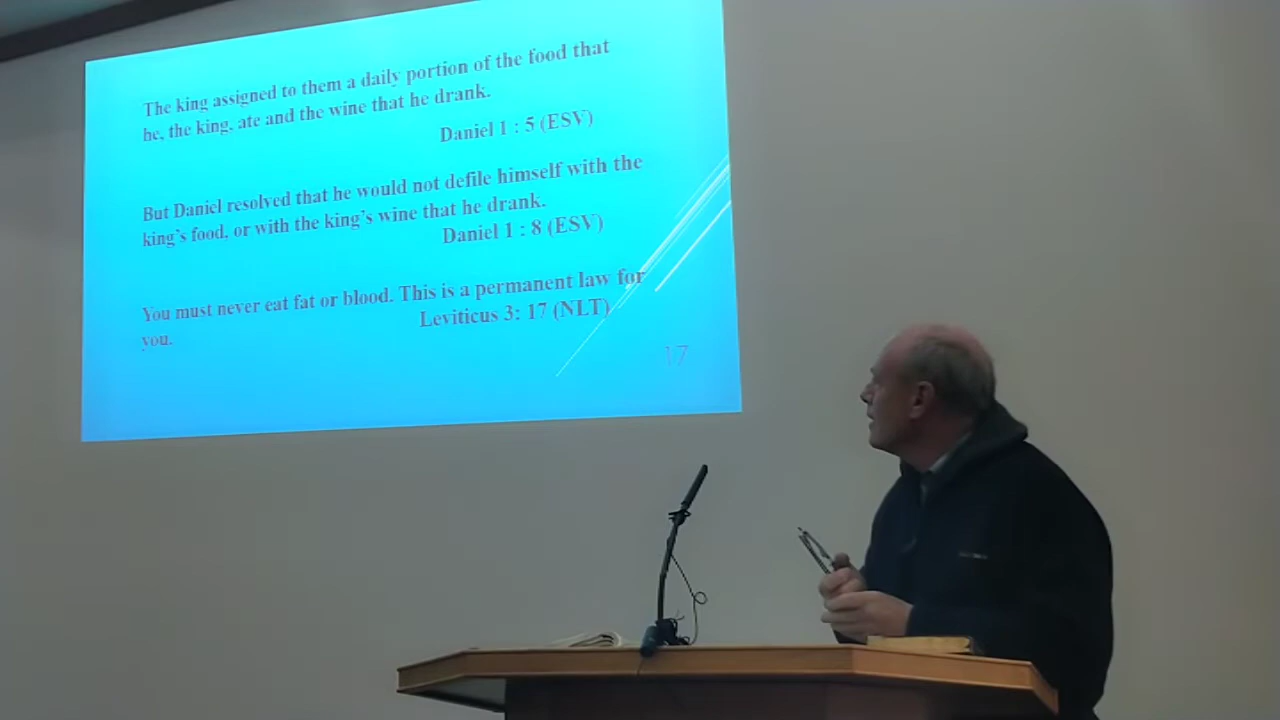 The king assigned to them a daily portion of the food that
he, the king, ate and the wine that he drank.
Daniel 1 : 5 (ESV)
But Daniel resolved that he would not defile himself with the
king's food, or with the king's wine that he drank.
Daniel 1 : 8 (ESV)
You must never eat fat or blood. This is a permanent law for
you.
Leviticus 3: 17 (NLT)
17